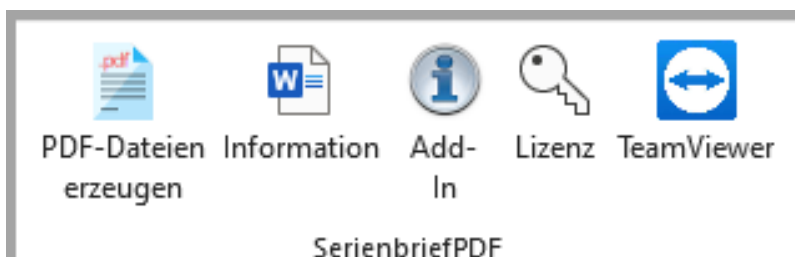 .pdf
W
i
PDF-Dateien Information Add- Lizenz TeamViewer
erzeugen In
SerienbriefPDF